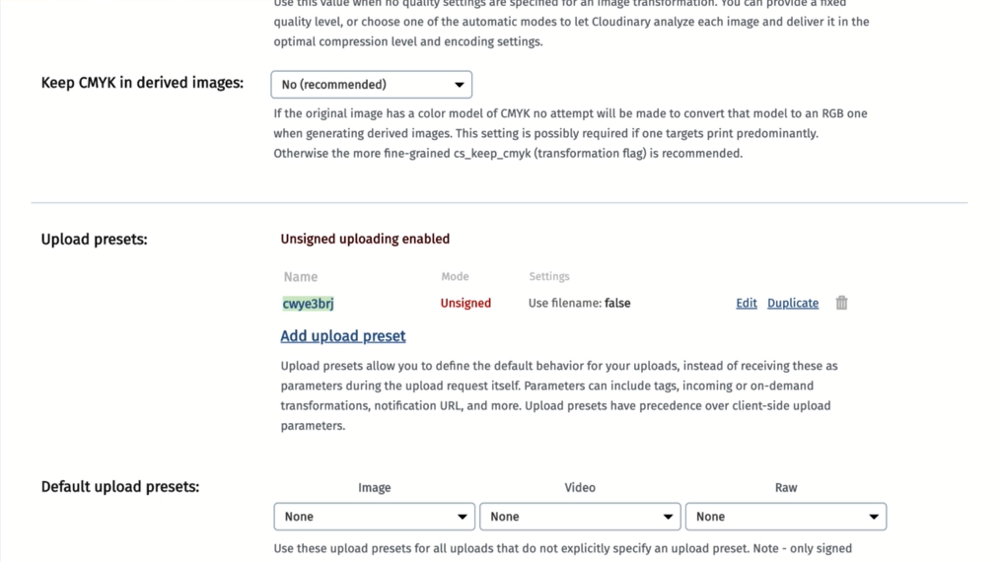 Use this value when no quality settings are specified for an image transformation. You can provide a fixed
quality level, or choose one of the automatic modes to let Cloudinary analyze each image and deliver it in the
optimal compression level and encoding settings.
Keep CMYK in derived images:
No (recommended)
If the original image has a color model of CMYK no attempt will be made to convert that model to an RGB one
when generating derived images. This setting is possibly required if one targets print predominantly.
Otherwise the more fine-grained cs_keep_cmyk (transformation flag) is recommended.
Upload presets:
Unsigned uploading enabled
Name Mode Settings
cwye3brj Unsigned Use filename: false Edit Duplicate
Add upload preset
Upload presets allow you to define the default behavior for your uploads, instead of receiving these as
parameters during the upload request itself. Parameters can include tags, incoming or on-demand
transformations, notification URL, and more. Upload presets have precedence over client-side upload
parameters.
Default upload presets:
Image Video Raw
None None None
Use these upload presets for all uploads that do not explicitly specify an upload preset. Note - only signed